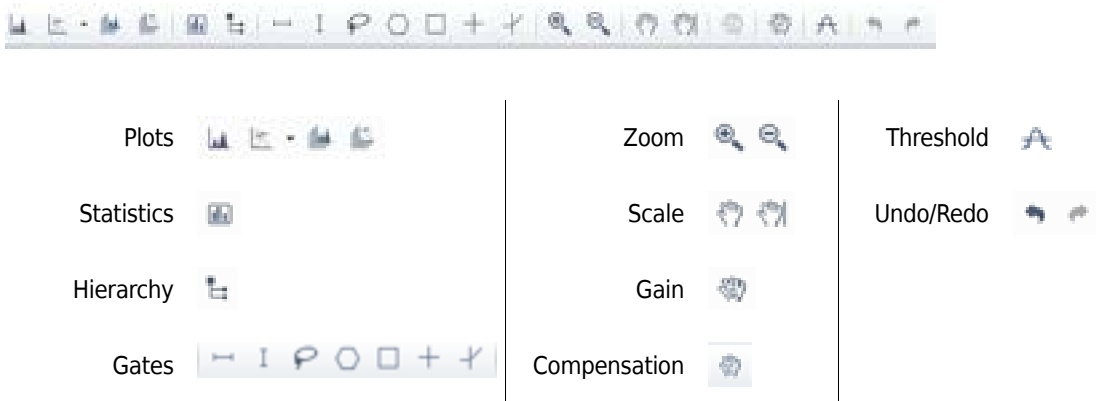 Plots
Statistics
Hierarchy
Gates
Zoom
Scale
Gain
Compensation
Threshold
Undo/Redo